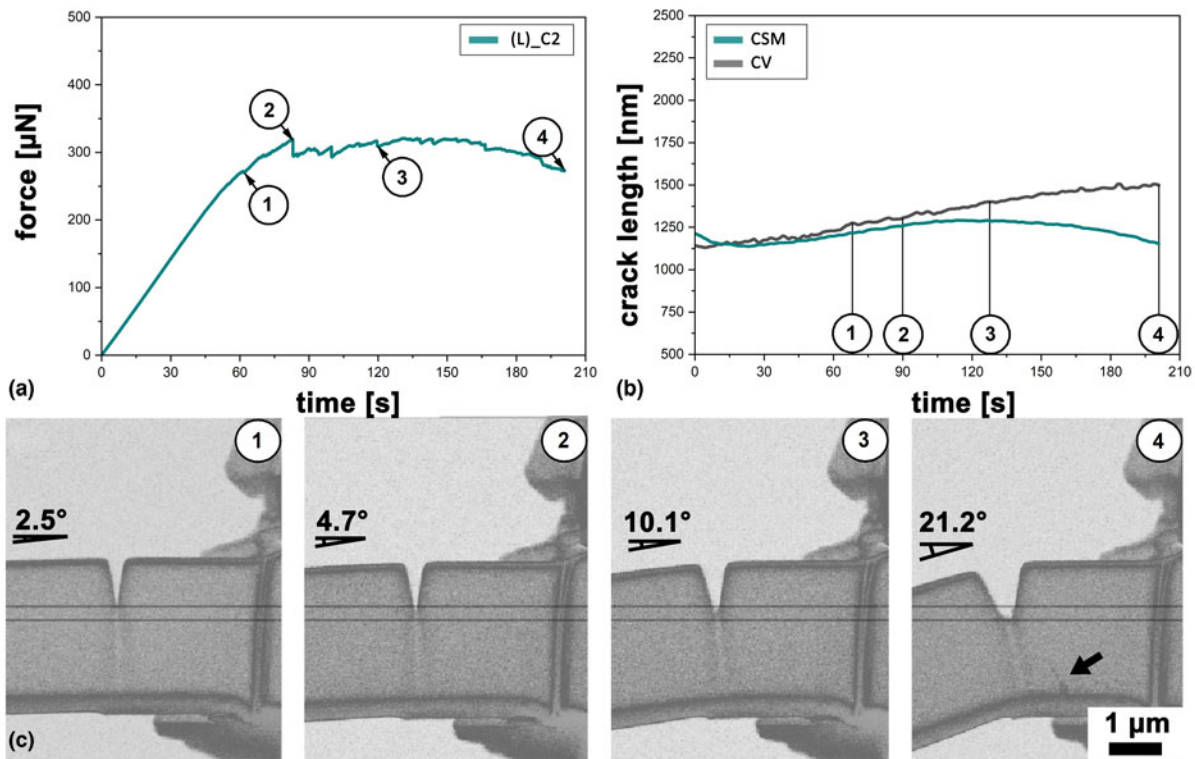 500
400
300
200
100
0
force [µN]
(L)_C2
1
2
3
4
0 30 60 90 120 150 180 210
time [s]
(a)
2500
2250
2000
1750
1500
1250
1000
750
500
crack length [nm]
CSM
CV
1
2
3
4
0 30 60 90 120 150 180 210
time [s]
(b)
1
2.5°
2
4.7°
3
10.1°
4
21.2°
1 µm
(c)